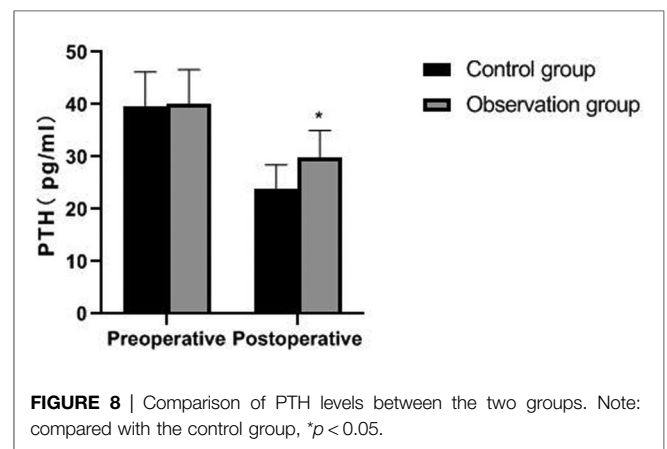 50
40
30
20
10
0
PTH( pg/ml)
*
Preoperative Postoperative
Control group
Observation group
FIGURE 8 | Comparison of PTH levels between the two groups. Note:
compared with the control group, *p < 0.05.